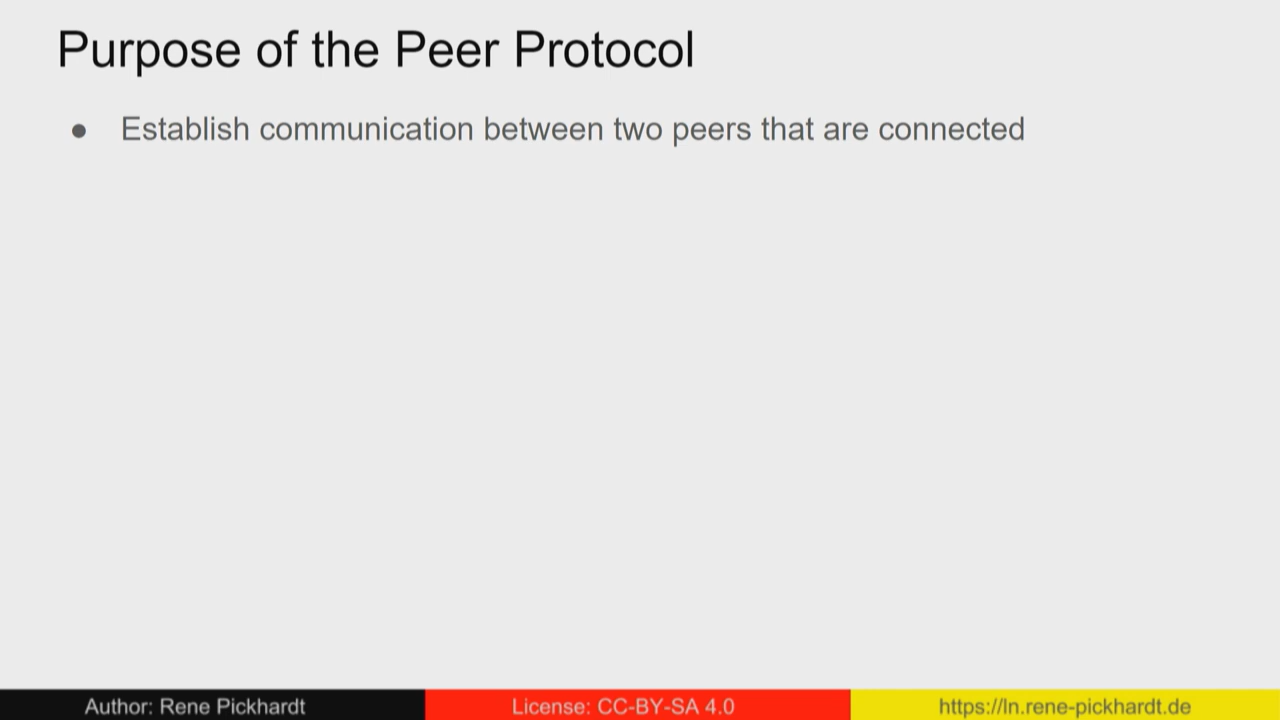 Purpose of the Peer Protocol
● Establish communication between two peers that are connected
Author: Rene Pickhardt
License: CC-BY-SA 4.0
https://ln.rene-pickhardt.de